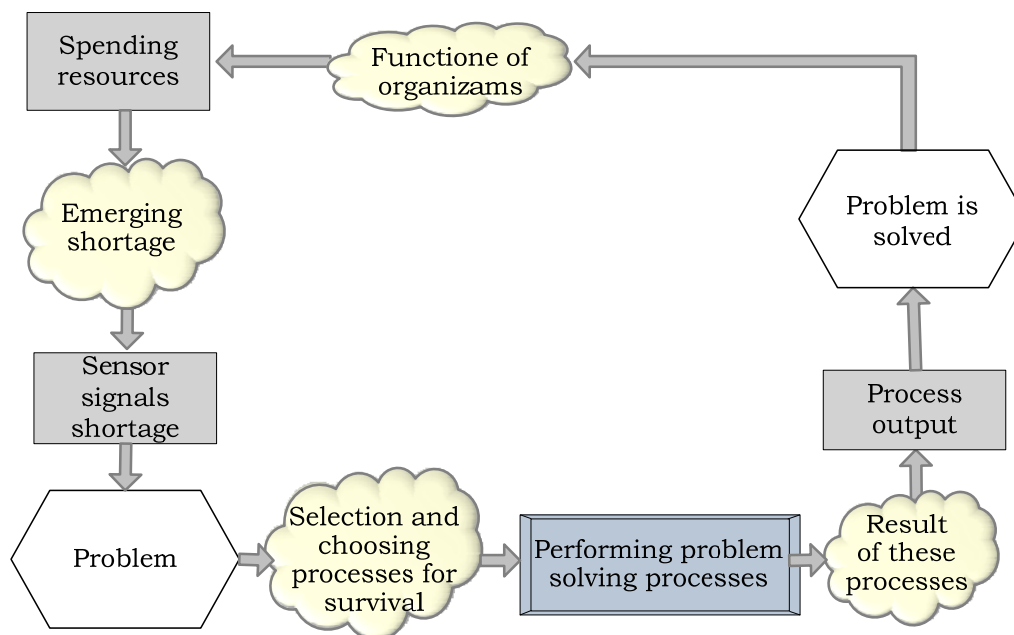 Spending
resources
Functione of
organizams
Emerging
shortage
Problem is
solved
Sensor
signals
shortage
Process
output
Problem
Selection and
choosing
processes for
survival
Performing problem
solving processes
Result
of these
processes